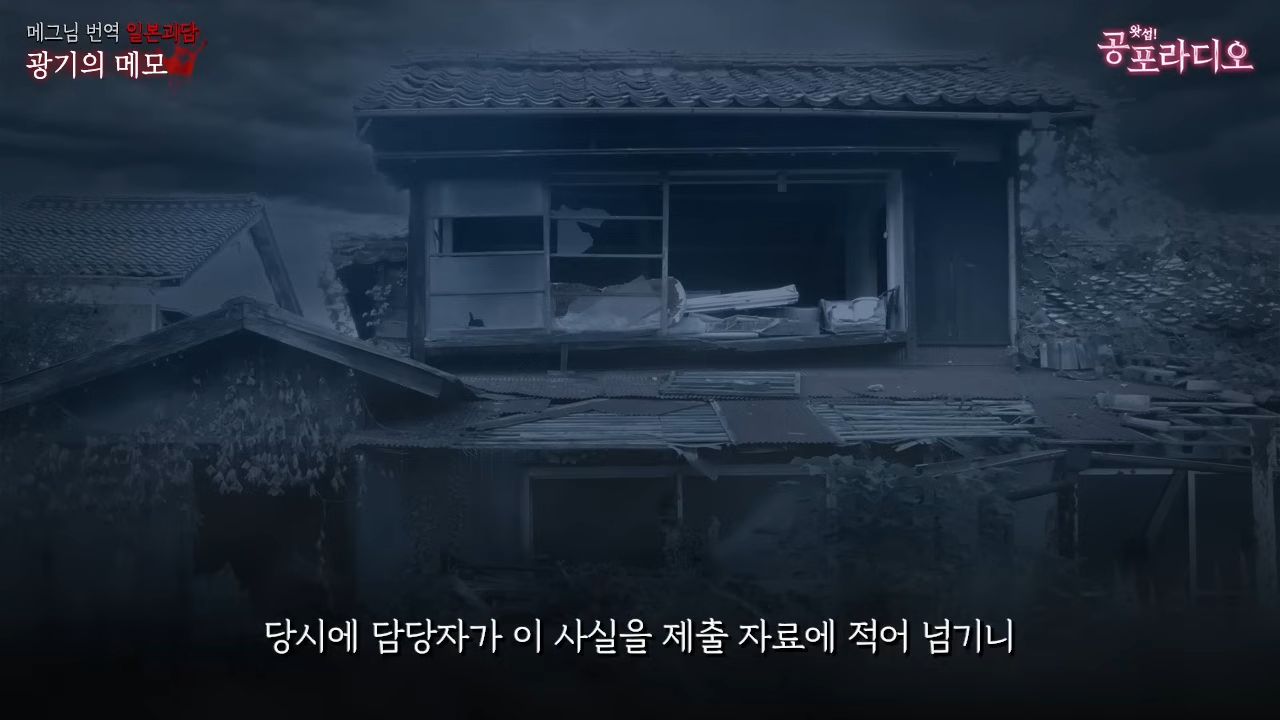 메그님 번역 일본괴담
광기의 메모
왓섭!
공포라디오
당시에 담당자가 이 사실을 제출 자료에 적어 넘기니